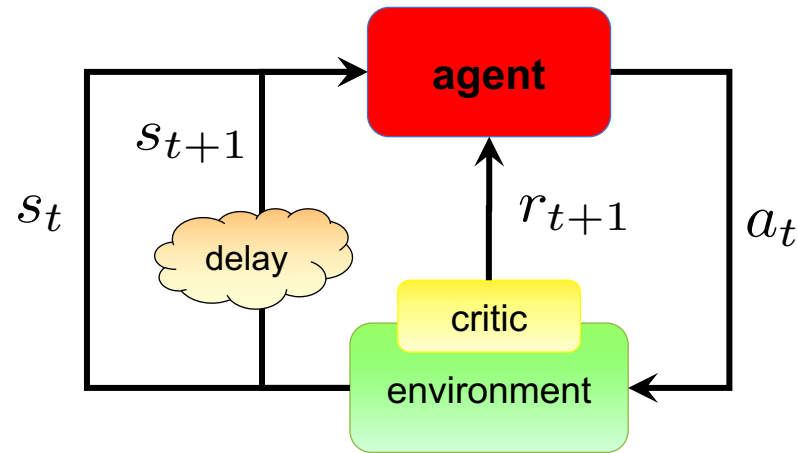 agent
s_{t+1}
s_t
r_{t+1}
a_t
delay
critic
environment